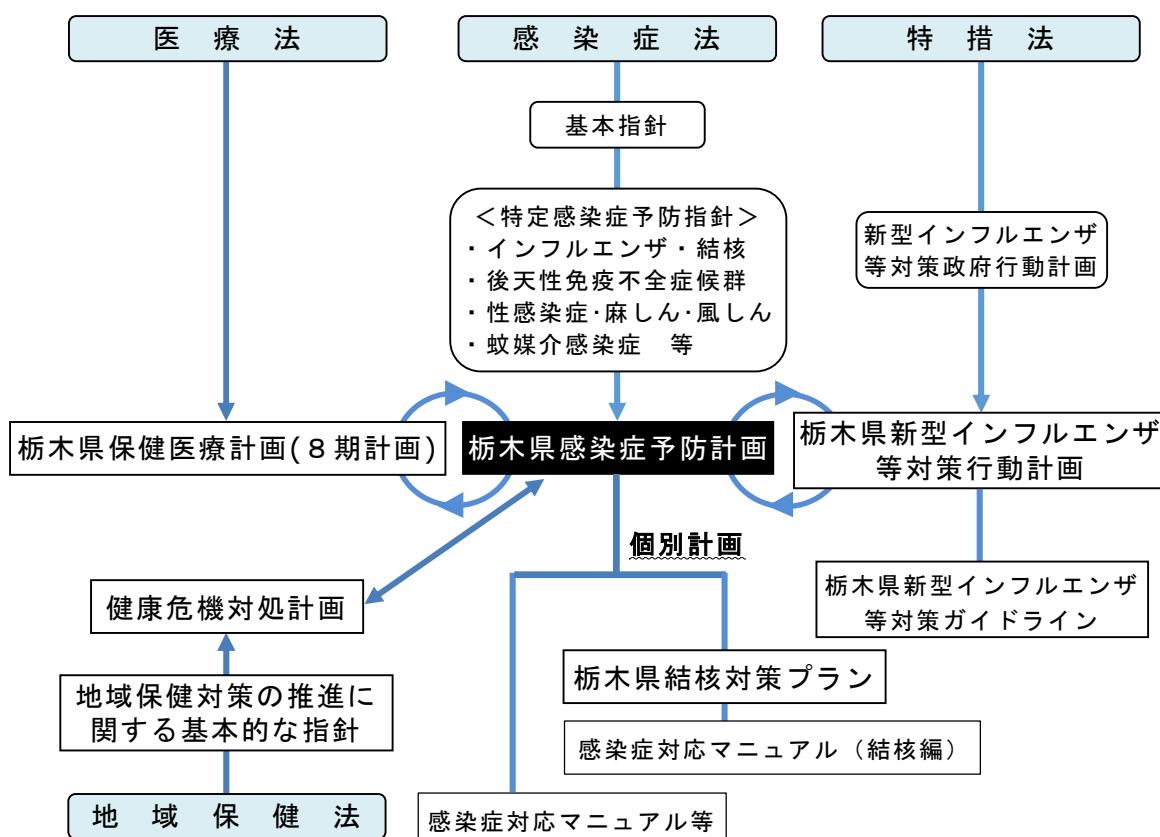 医療法
感染症法
特措法
基本指針
＜特定感染症予防指針＞
・インフルエンザ・結核
・後天性免疫不全症候群
・性感染症・麻しん・風しん
・蚊媒介感染症　等
新型インフルエンザ
等対策政府行動計画
栃木県保健医療計画(８期計画)
栃木県感染症予防計画
栃木県新型インフルエンザ
等対策行動計画
個別計画
健康危機対処計画
栃木県新型インフルエンザ
等対策ガイドライン
地域保健対策の推進に
関する基本的な指針
栃木県結核対策プラン
感染症対応マニュアル（結核編）
地域保健法
感染症対応マニュアル等